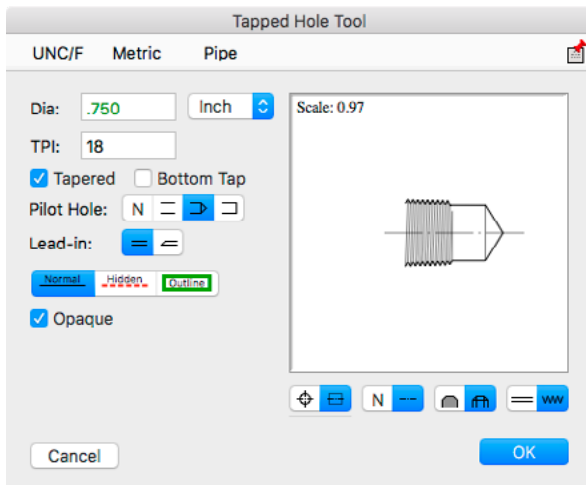 Tapped Hole Tool
UNC/F Metric Pipe
Dia: .750 Inch
Scale: 0.97
TPI: 18
Tapered Bottom Tap
Pilot Hole: N
Lead-in:
Normal Hidden Outline
Opaque
N
Cancel OK